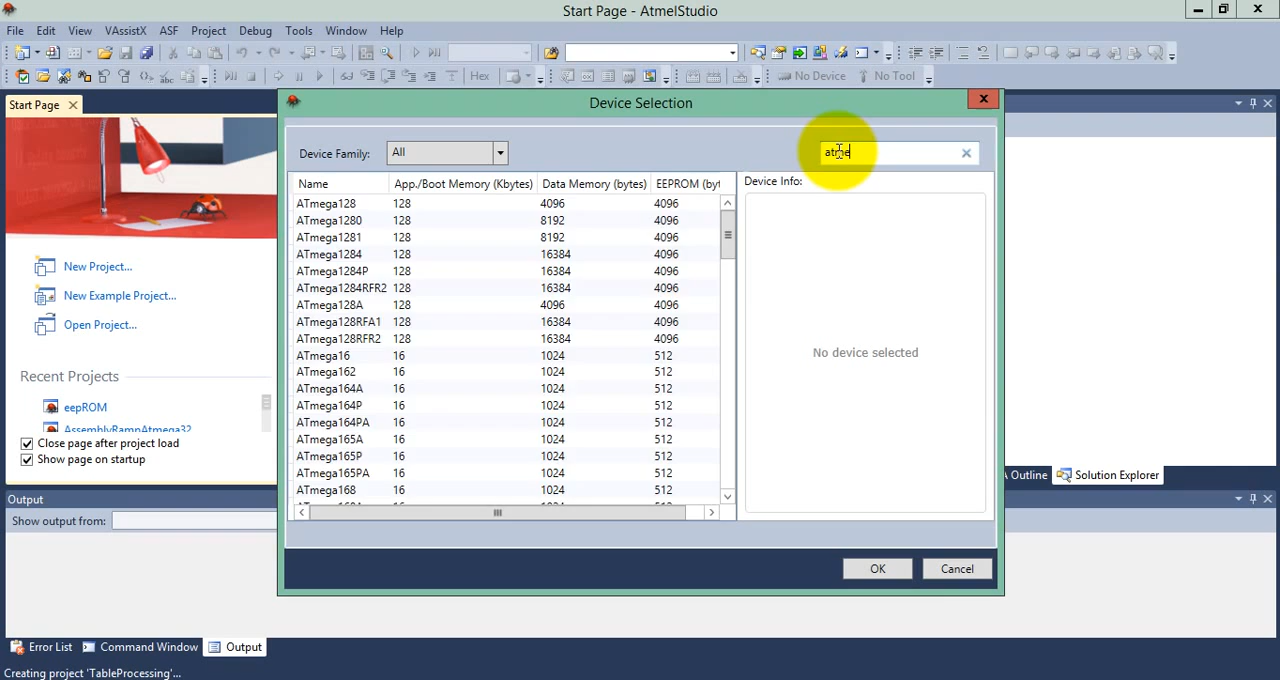 Start Page - AtmelStudio
File Edit View VAssistX ASF Project Debug Tools Window Help
Hex No Device No Tool
Start Page
Device Selection
Device Family: All atme
Name App./Boot Memory (Kbytes) Data Memory (bytes) EEPROM (byt
Device Info:
ATmega128 128 4096 4096
ATmega1280 128 8192 4096
ATmega1281 128 8192 4096
ATmega1284 128 16384 4096
ATmega1284P 128 16384 4096
ATmega1284RFR2 128 16384 4096
ATmega128A 128 4096 4096
ATmega128RFA1 128 16384 4096
ATmega128RFR2 128 16384 4096
ATmega16 16 1024 512
ATmega162 16 1024 512
ATmega164A 16 1024 512
ATmega164P 16 1024 512
ATmega164PA 16 1024 512
ATmega165A 16 1024 512
ATmega165P 16 1024 512
ATmega165PA 16 1024 512
ATmega168 16 1024 512
No device selected
OK Cancel
New Project...
New Example Project...
Open Project...
Recent Projects
eepROM
AssemblyRampAtmega32
Close page after project load
Show page on startup
Outline Solution Explorer
Output
Show output from:
Error List Command Window Output
Creating project 'TableProcessing'...